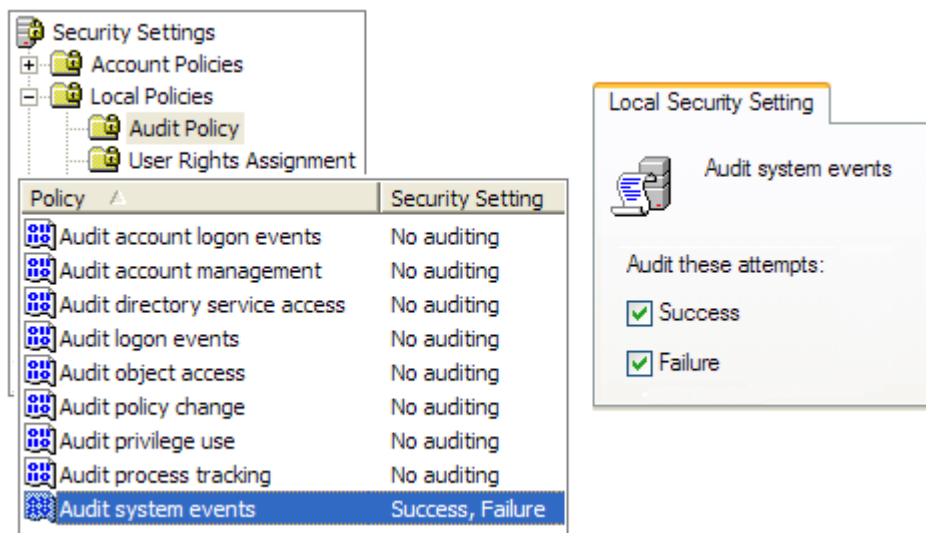 Security Settings
Account Policies
Local Policies
Audit Policy
User Rights Assignment
Policy Security Setting
Audit account logon events No auditing
Audit account management No auditing
Audit directory service access No auditing
Audit logon events No auditing
Audit object access No auditing
Audit policy change No auditing
Audit privilege use No auditing
Audit process tracking No auditing
Audit system events Success, Failure
Local Security Setting
Audit system events
Audit these attempts:
Success
Failure